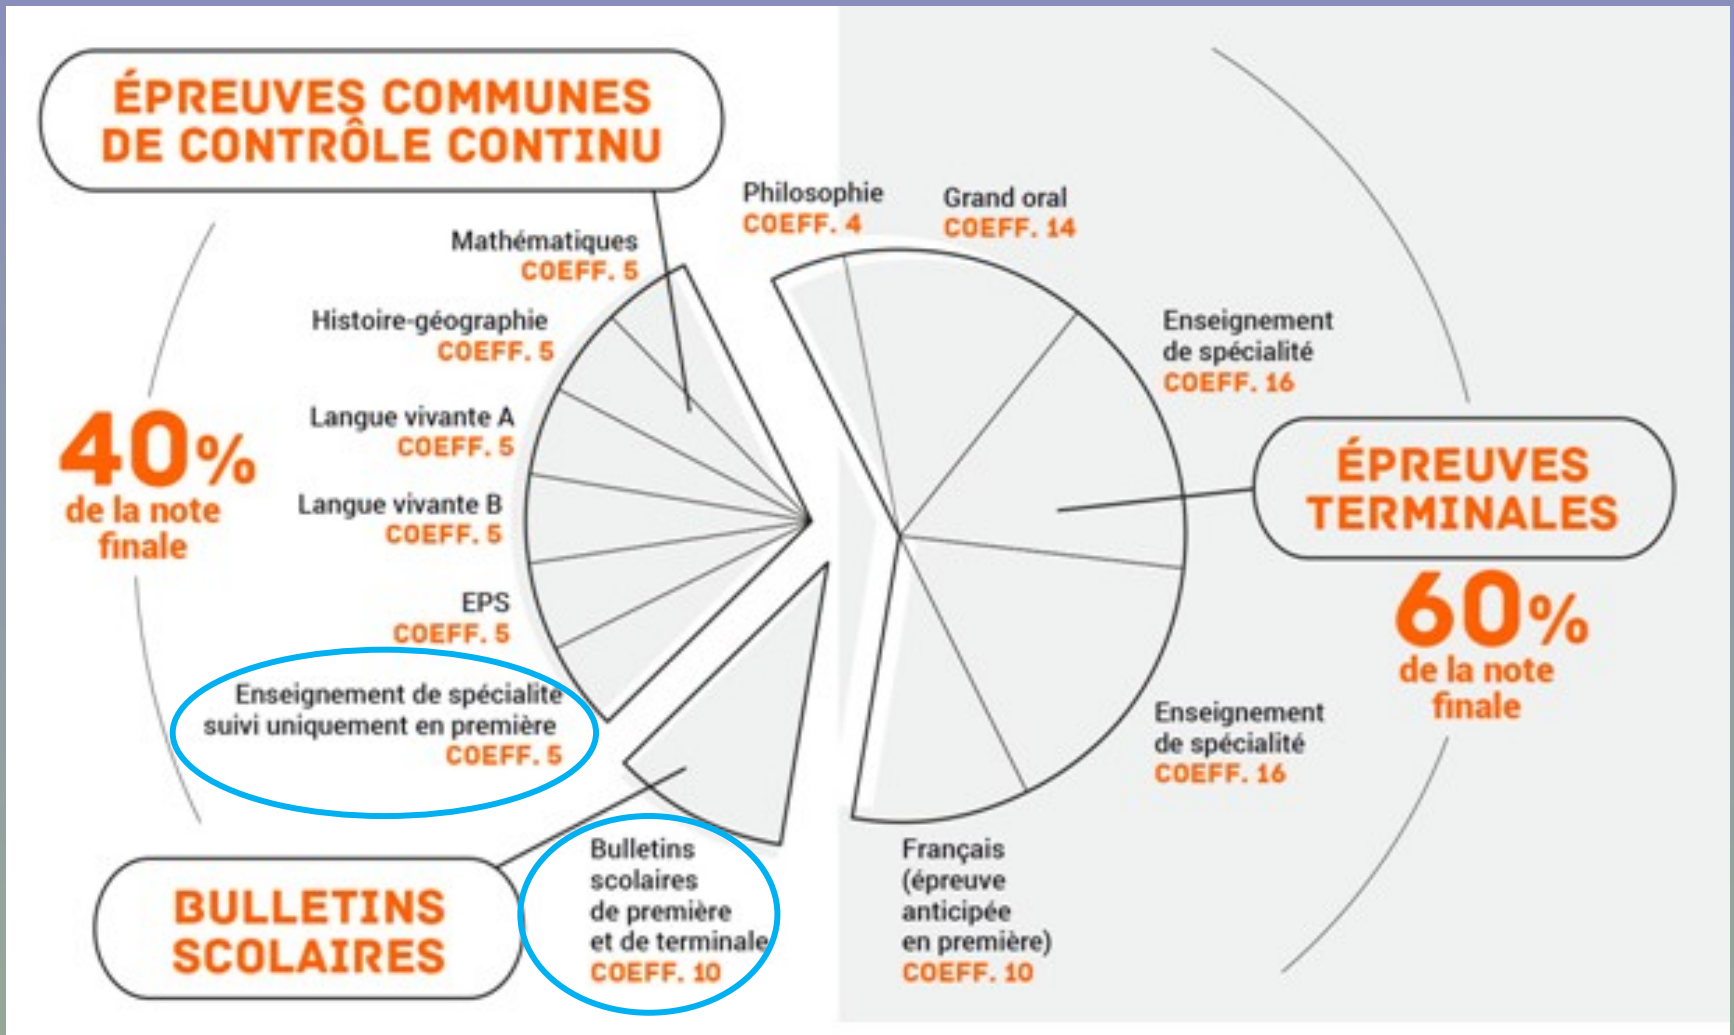 ÉPREUVES COMMUNES
DE CONTRÔLE CONTINU
Mathématiques
COEFF. 5
Histoire-géographie
COEFF. 5
Langue vivante A
COEFF. 5
Langue vivante B
COEFF. 5
EPS
COEFF. 5
Enseignement de spécialité
suivi uniquement en première
COEFF. 5
40%
de la note
finale
BULLETINS
SCOLAIRES
Bulletins
scolaires
de première
et de terminale
COEFF. 10
Philosophie
COEFF. 4
Grand oral
COEFF. 14
Enseignement
de spécialité
COEFF. 16
ÉPREUVES
TERMINALES
60%
de la note
finale
Enseignement
de spécialité
COEFF. 16
Français
(épreuve
anticipée
en première)
COEFF. 10